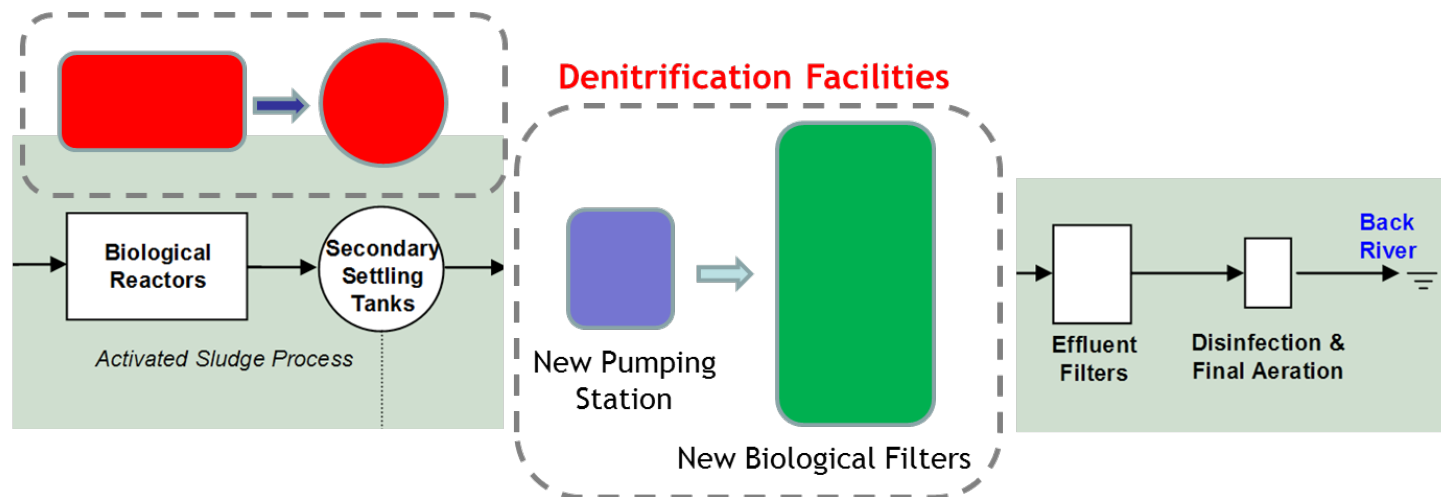 Denitrification Facilities
Biological
Reactors
Secondary
Settling
Tanks
Activated Sludge Process
New Pumping
Station
New Biological Filters
Effluent
Filters
Disinfection &
Final Aeration
Back
River